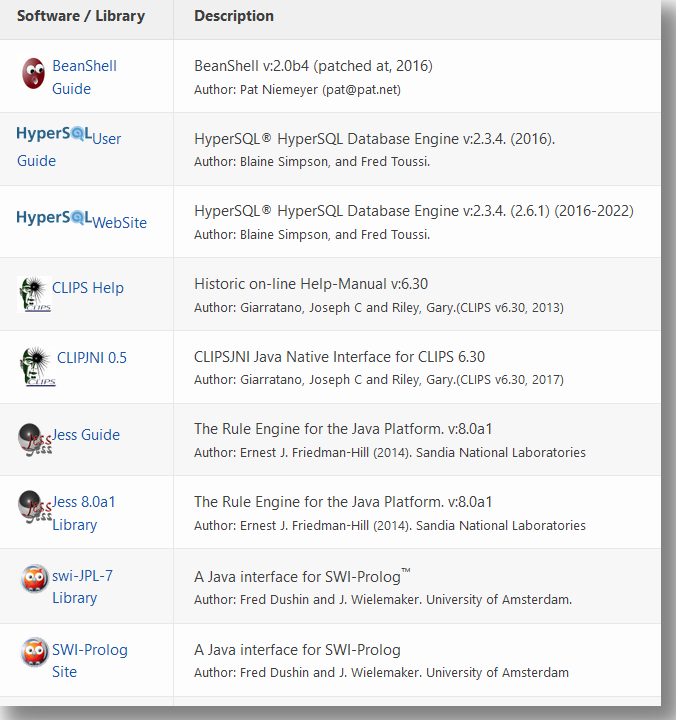 Software / Library
Description
BeanShell
Guide
BeanShell v:2.0b4 (patched at, 2016)
Author: Pat Niemeyer (pat@pat.net)
HyperSQL User
Guide
HyperSQL® HyperSQL Database Engine v:2.3.4. (2016).
Author: Blaine Simpson, and Fred Toussi.
HyperSQL WebSite
HyperSQL® HyperSQL Database Engine v:2.3.4. (2.6.1) (2016-2022)
Author: Blaine Simpson, and Fred Toussi.
CLIPS
CLIPS Help
Historic on-line Help-Manual v:6.30
Author: Giarratano, Joseph C and Riley, Gary.(CLIPS v6.30, 2013)
CLIPS
CLIPJNI 0.5
CLIPSJNI Java Native Interface for CLIPS 6.30
Author: Giarratano, Joseph C and Riley, Gary.(CLIPS v6.30, 2017)
Jess
Jess Guide
The Rule Engine for the Java Platform. v:8.0a1
Author: Ernest J. Friedman-Hill (2014). Sandia National Laboratories
Jess
Jess 8.0a1
Library
The Rule Engine for the Java Platform. v:8.0a1
Author: Ernest J. Friedman-Hill (2014). Sandia National Laboratories
swi-JPL-7
Library
A Java interface for SWI-Prolog™
Author: Fred Dushin and J. Wielemaker. University of Amsterdam.
SWI-Prolog
Site
A Java interface for SWI-Prolog
Author: Fred Dushin and J. Wielemaker. University of Amsterdam